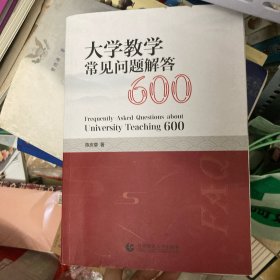 大学教学
常见问题解答
600
Frequently Asked Questions about
University Teaching 600
著
FAQ